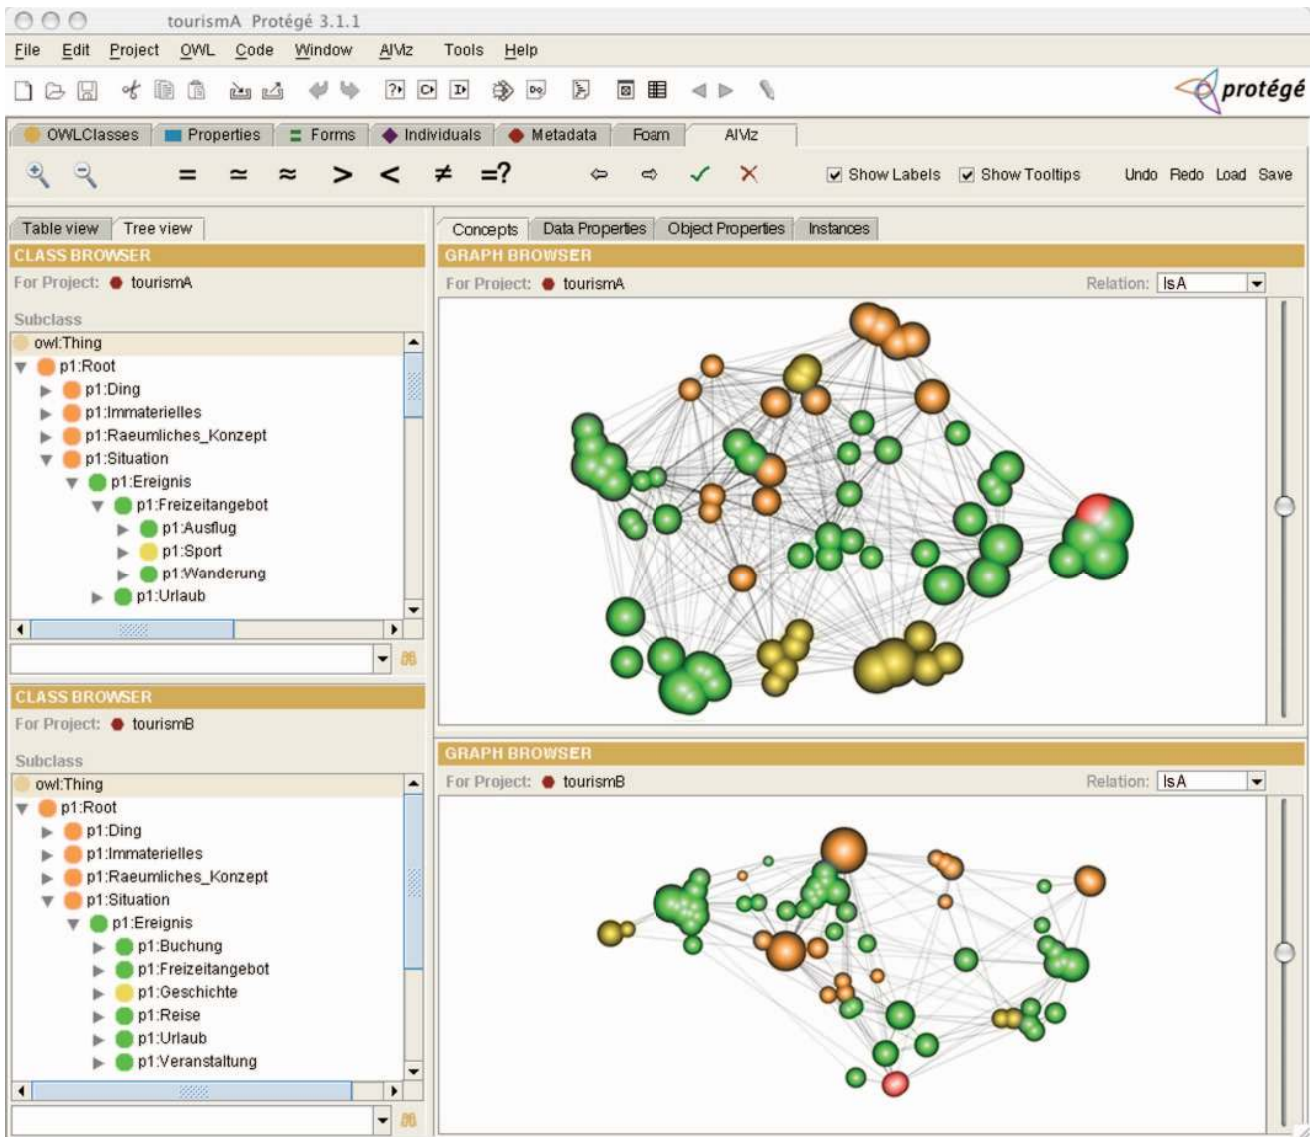 tourismA Protégé 3.1.1
File Edit Project OWL Code Window AlViz Tools Help
protégé
OWLClasses Properties Forms Individuals Metadata Foam AlViz
= ≃ ≈ > < ≠ =? Show Labels Show Tooltips Undo Redo Load Save
Table view Tree view
CLASS BROWSER
For Project: tourismA
Subclass
owl:Thing
p1:Root
p1:Ding
p1:Immaterielles
p1:Raeumliches_Konzept
p1:Situation
p1:Ereignis
p1:Freizeitangebot
p1:Ausflug
p1:Sport
p1:Wanderung
p1:Urlaub
CLASS BROWSER
For Project: tourismB
Subclass
owl:Thing
p1:Root
p1:Ding
p1:Immaterielles
p1:Raeumliches_Konzept
p1:Situation
p1:Ereignis
p1:Buchung
p1:Freizeitangebot
p1:Geschichte
p1:Reise
p1:Urlaub
p1:Veranstaltung
Concepts Data Properties Object Properties Instances
GRAPH BROWSER
For Project: tourismA Relation: IsA
GRAPH BROWSER
For Project: tourismB Relation: IsA